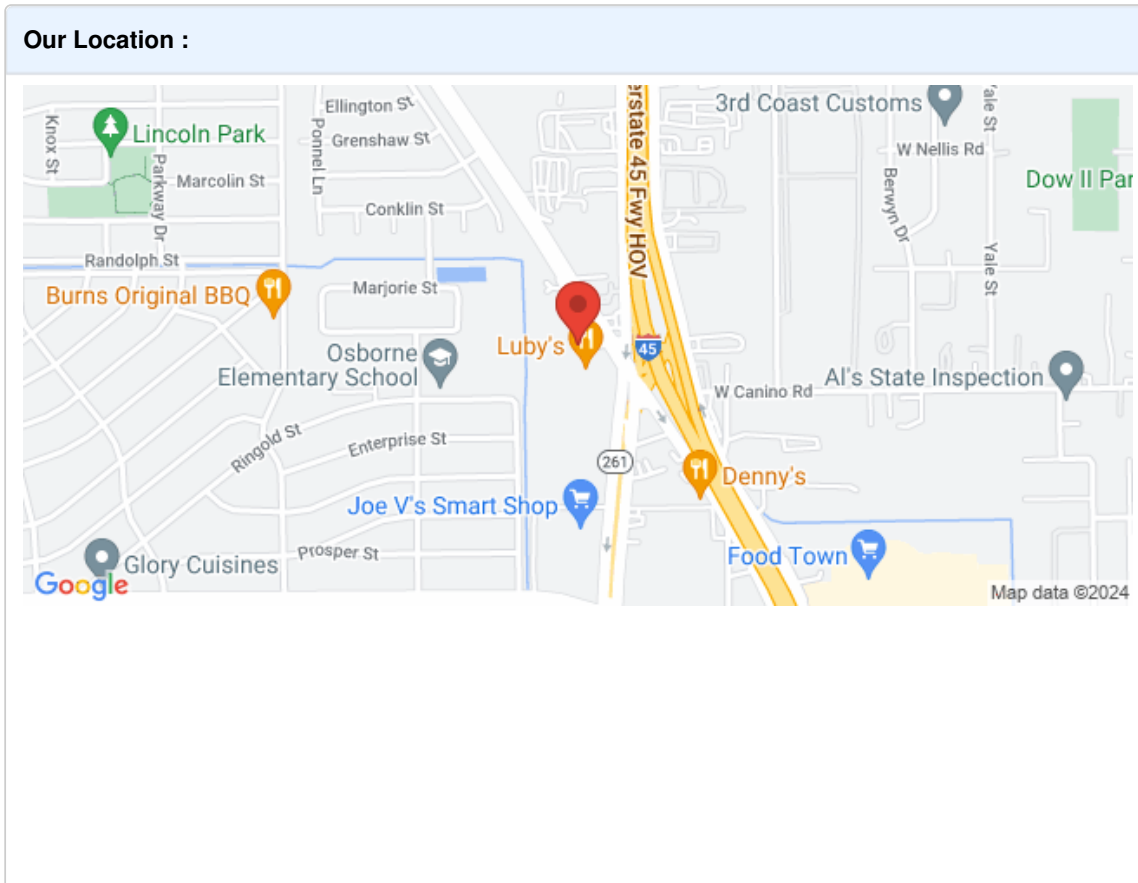 Our Location :
Ellington St
erstate 45 Fwy HOV
3rd Coast Customs
ale St
Knox St
Lincoln Park
Ponnel Ln
Grenshaw St
W Nellis Rd
Parkway Dr
Marcolin St
Berwyn Dr
Dow II Par
Conklin St
Randolph St
Yale St
Burns Original BBQ
Marjorie St
Luby's
45
Osborne
Elementary School
W Canino Rd
Al's State Inspection
Ringold St
Enterprise St
261
Denny's
Joe V's Smart Shop
Prosper St
Food Town
Glory Cuisines
Google
Map data ©2024